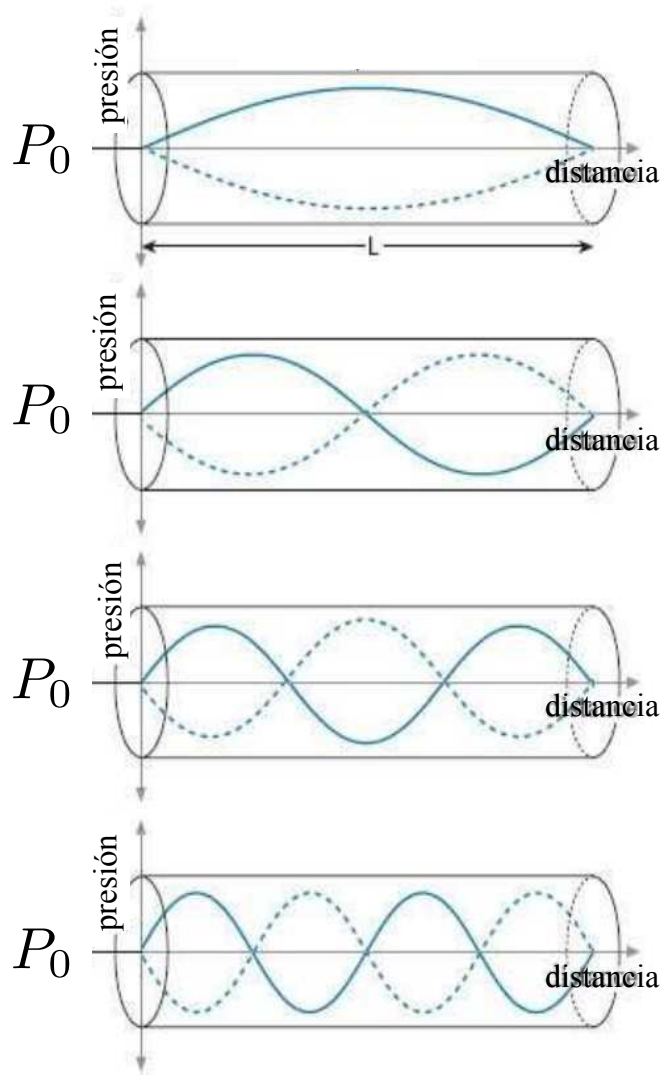 presión
P₀
distancia
L
presión
P₀
distancia
presión
P₀
distancia
presión
P₀
distancia